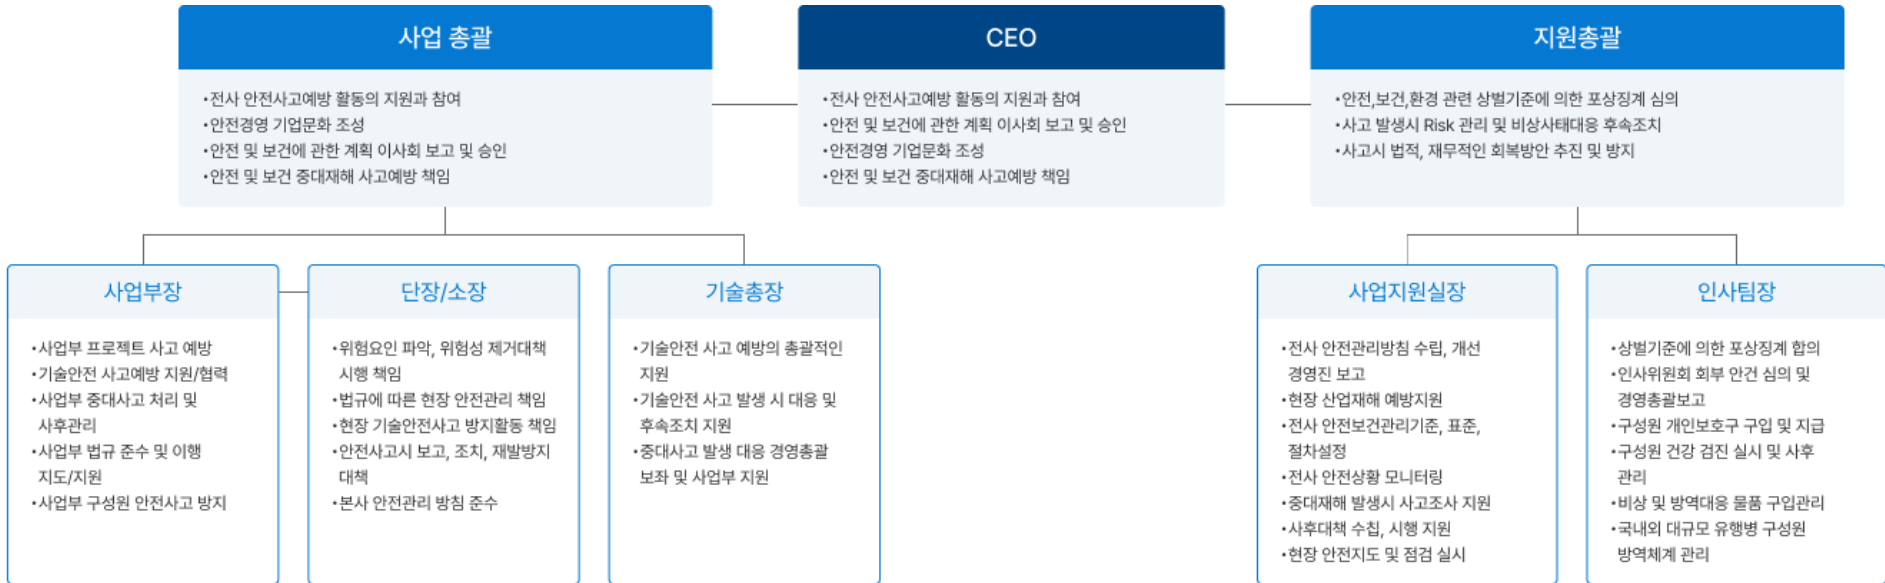 사업 총괄
•전사 안전사고예방 활동의 지원과 참여
•안전경영 기업문화 조성
•안전 및 보건에 관한 계획 이사회 보고 및 승인
•안전 및 보건 중대재해 사고예방 책임
CEO
•전사 안전사고예방 활동의 지원과 참여
•안전 및 보건에 관한 계획 이사회 보고 및 승인
•안전경영 기업문화 조성
•안전 및 보건 중대재해 사고예방 책임
지원총괄
•안전,보건,환경 관련 상벌기준에 의한 포상징계 심의
•사고 발생시 Risk 관리 및 비상사태대응 후속조치
•사고시 법적, 재무적인 회복방안 추진 및 방지
사업부장
•사업부 프로젝트 사고 예방
•기술안전 사고예방 지원/협력
•사업부 중대사고 처리 및
사후관리
•사업부 법규 준수 및 이행
지도/지원
•사업부 구성원 안전사고 방지
단장/소장
•위험요인 파악, 위험성 제거대책
시행 책임
•법규에 따른 현장 안전관리 책임
•현장 기술안전사고 방지활동 책임
•안전사고시 보고, 조치, 재발방지
대책
•본사 안전관리 방침 준수
기술총장
•기술안전 사고 예방의 총괄적인
지원
•기술안전 사고 발생 시 대응 및
후속조치 지원
•중대사고 발생 대응 경영총괄
보좌 및 사업부 지원
사업지원실장
•전사 안전관리방침 수립, 개선
경영진 보고
•현장 산업재해 예방지원
•전사 안전보건관리기준, 표준,
절차설정
•전사 안전상황 모니터링
•중대재해 발생시 사고조사 지원
•사후대책 수칩, 시행 지원
•현장 안전지도 및 점검 실시
인사팀장
•상벌기준에 의한 포상징계 합의
•인사위원회 회부 안건 심의 및
경영총괄보고
•구성원 개인보호구 구입 및 지급
•구성원 건강 검진 실시 및 사후
관리
•비상 및 방역대응 물품 구입관리
•국내외 대규모 유행병 구성원
방역체계 관리